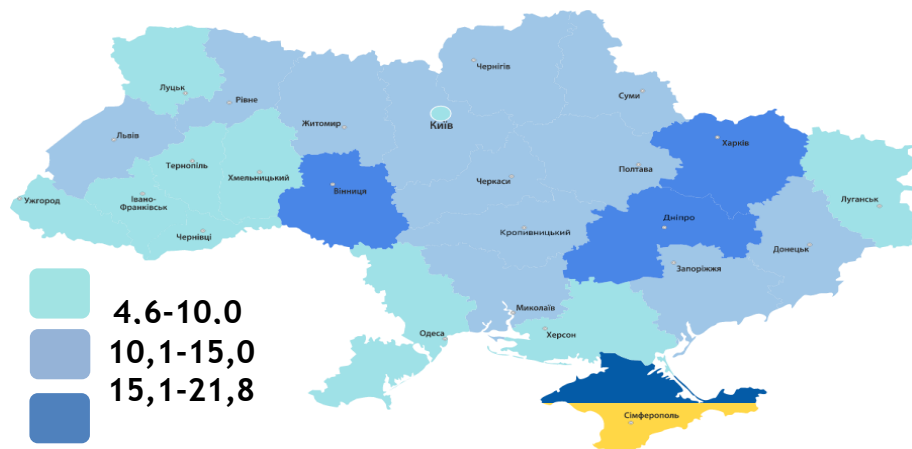 Чернігів
Луцьк
Рівне
Суми
Київ
Житомир
Львів
Харків
Тернопіль
Полтава
Хмельницький
Черкаси
Вінниця
Ужгород
Івано-
Франківськ
Луганськ
Дніпро
Чернівці
Кропивницький
Донецьк
Запоріжжя
Миколаїв
Одеса
Херсон
Сімферополь
4,6-10,0
10,1-15,0
15,1-21,8